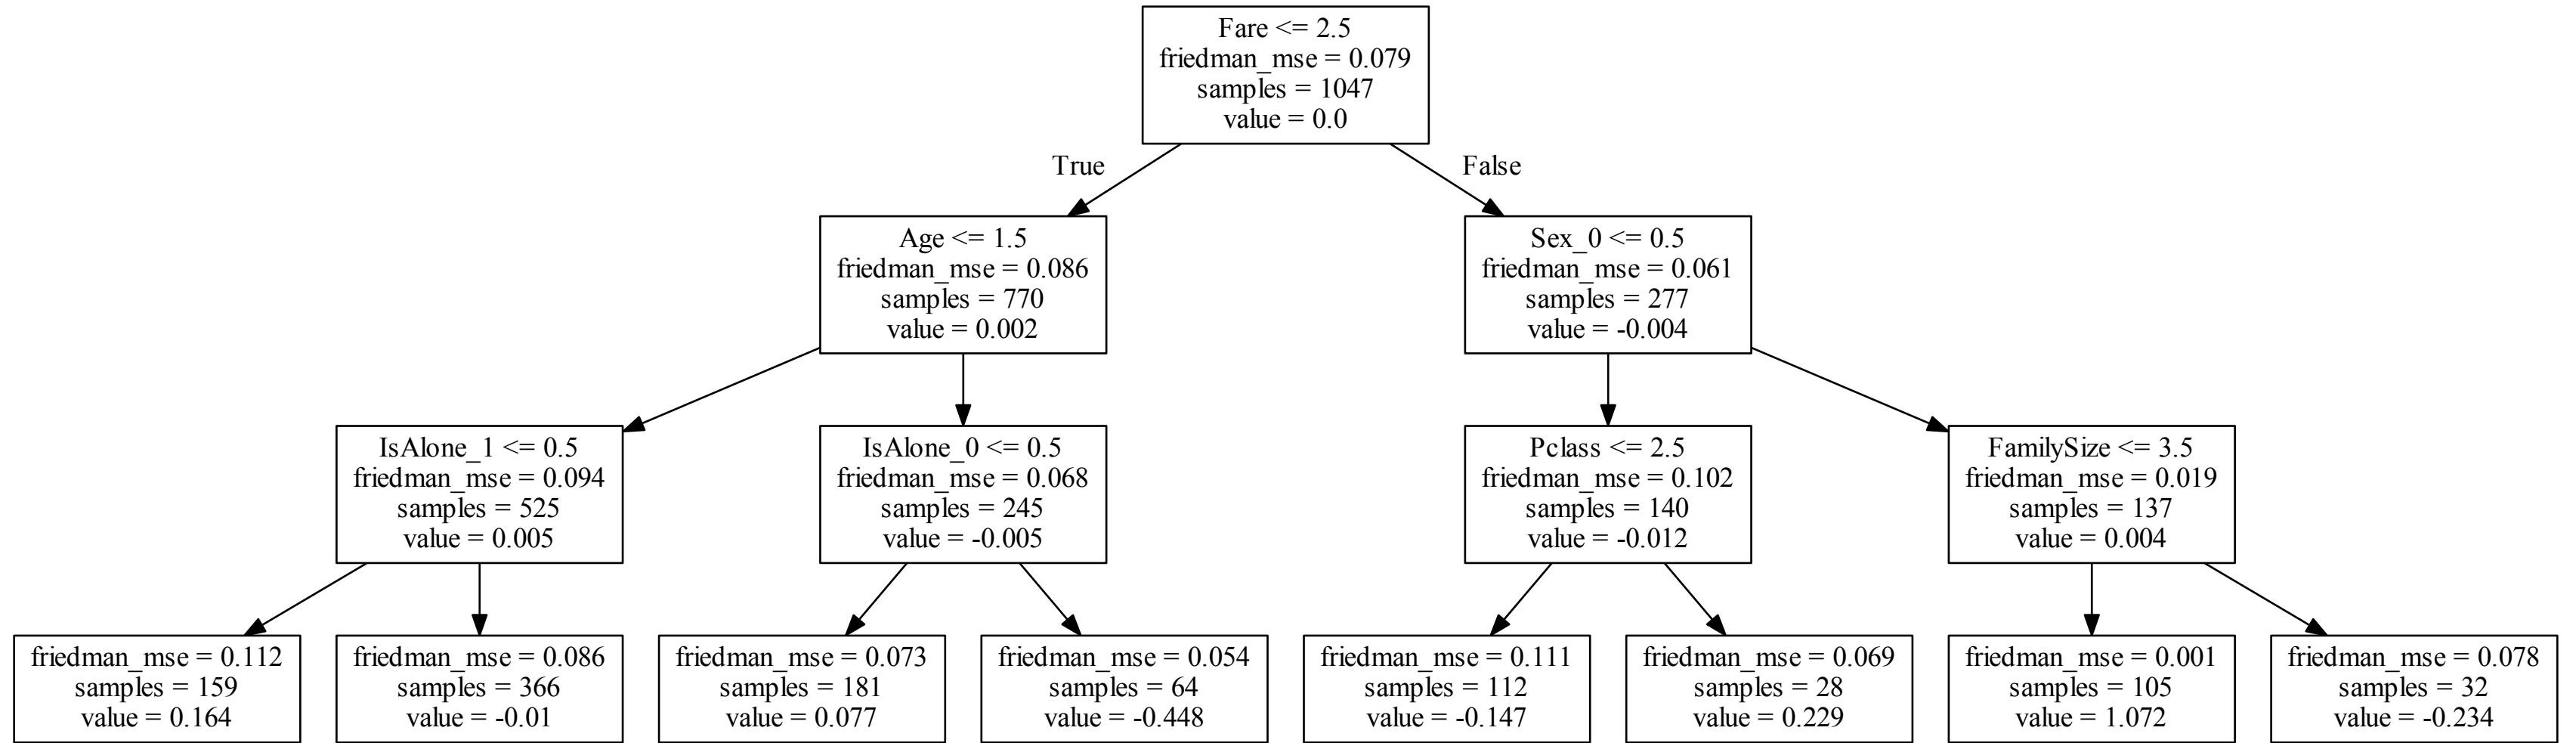 Fare <= 2.5
friedman_mse = 0.079
samples = 1047
value = 0.0
True
False
Age <= 1.5
friedman_mse = 0.086
samples = 770
value = 0.002
Sex_0 <= 0.5
friedman_mse = 0.061
samples = 277
value = -0.004
IsAlone_1 <= 0.5
friedman_mse = 0.094
samples = 525
value = 0.005
IsAlone_0 <= 0.5
friedman_mse = 0.068
samples = 245
value = -0.005
Pclass <= 2.5
friedman_mse = 0.102
samples = 140
value = -0.012
FamilySize <= 3.5
friedman_mse = 0.019
samples = 137
value = 0.004
friedman_mse = 0.112
samples = 159
value = 0.164
friedman_mse = 0.086
samples = 366
value = -0.01
friedman_mse = 0.073
samples = 181
value = 0.077
friedman_mse = 0.054
samples = 64
value = -0.448
friedman_mse = 0.111
samples = 112
value = -0.147
friedman_mse = 0.069
samples = 28
value = 0.229
friedman_mse = 0.001
samples = 105
value = 1.072
friedman_mse = 0.078
samples = 32
value = -0.234